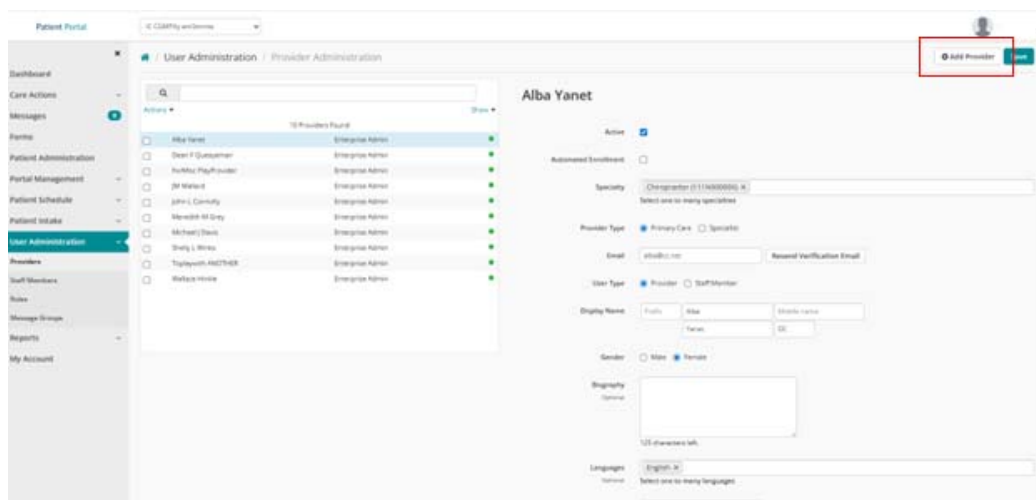 Patient Portal
User Administration / Provider Administration
Add Provider
Save
Dashboard
Care Actions
Messages
Forms
Patient Administration
Portal Management
Patient Schedule
Patient Intake
User Administration
Providers
Staff Members
Roles
Message Groups
Reports
My Account
Actions
Show
10 Providers Found
Alba Yanet Enterprise Admin
Enterprise Admin
Enterprise Admin
JM Mallard Enterprise Admin
John L Connolly Enterprise Admin
Meredith M Grey Enterprise Admin
Michael J Davis Enterprise Admin
Shelly L Winks Enterprise Admin
ANOTHER Enterprise Admin
Wallace Hinkle Enterprise Admin
Alba Yanet
Active
Automated Enrollment
Specialty Chiropractor
Select one to many specialties
Provider Type Primary Care Specialist
Email Resend Verification Email
User Type Provider Staff Member
Display Name Prefix Alba Middle name
Yanet
Gender Male Female
Biography
Optional
125 characters left
Languages English
Optional Select one to many languages